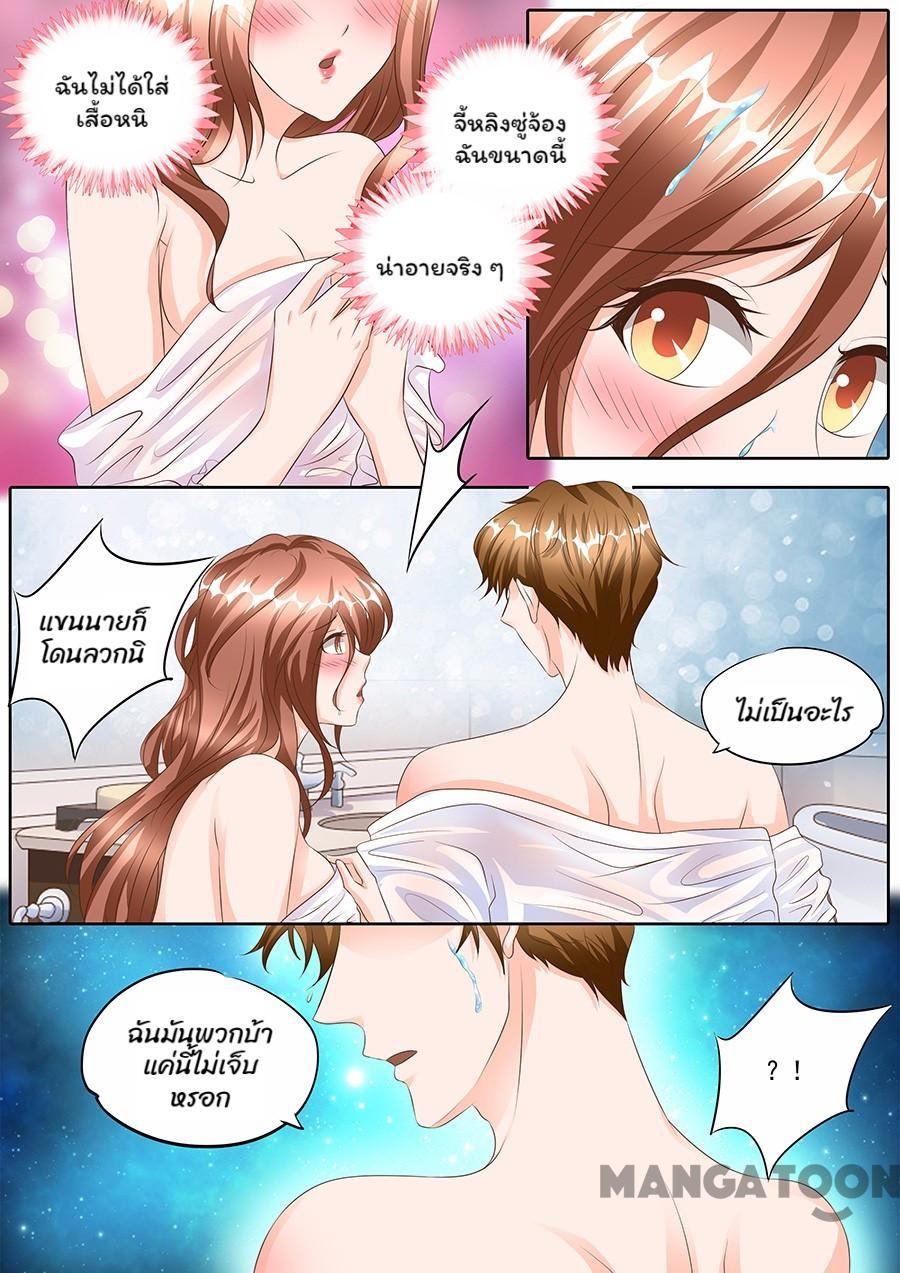 ฉันไม่ได้ใส่
เสื้อหนิ
จี้หลิงซู่จ้อง
ฉันขนาดนี้
น่าอายจริง ๆ
แขนนายก็
โดนลวกนิ
ไม่เป็นอะไร
ฉันมันพวกบ้า
แค่นี้ไม่เจ็บ
หรอก
?!
MANGATOON